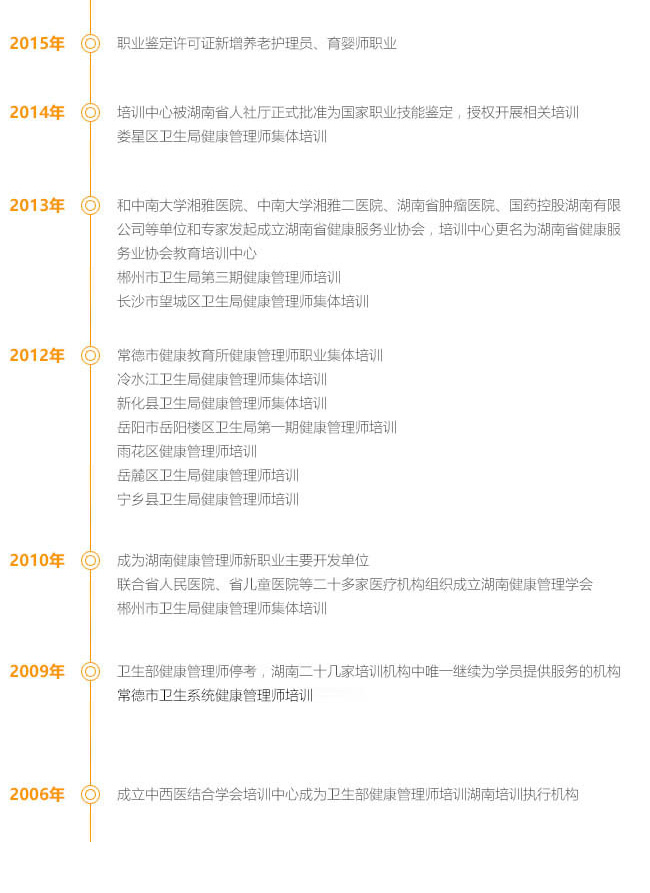 2015年 职业鉴定许可证新增养老护理员、育婴师职业
2014年 培训中心被湖南省人社厅正式批准为国家职业技能鉴定，授权开展相关培训
娄星区卫生局健康管理师集体培训
2013年 和中南大学湘雅医院、中南大学湘雅二医院、湖南省肿瘤医院、国药控股湖南有限
公司等单位和专家发起成立湖南省健康服务业协会，培训中心更名为湖南省健康服
务业协会教育培训中心
郴州市卫生局第三期健康管理师培训
长沙市望城区卫生局健康管理师集体培训
2012年 常德市健康教育所健康管理师职业集体培训
冷水江卫生局健康管理师集体培训
新化县卫生局健康管理师集体培训
岳阳市岳阳楼区卫生局第一期健康管理师培训
雨花区健康管理师培训
岳麓区卫生局健康管理师培训
宁乡县卫生局健康管理师培训
2010年 成为湖南健康管理师新职业主要开发单位
联合省人民医院、省儿童医院等二十多家医疗机构组织成立湖南健康管理学会
郴州市卫生局健康管理师集体培训
2009年 卫生部健康管理师停考，湖南二十几家培训机构中唯一继续为学员提供服务的机构
常德市卫生系统健康管理师培训
2006年 成立中西医结合学会培训中心成为卫生部健康管理师培训湖南培训执行机构